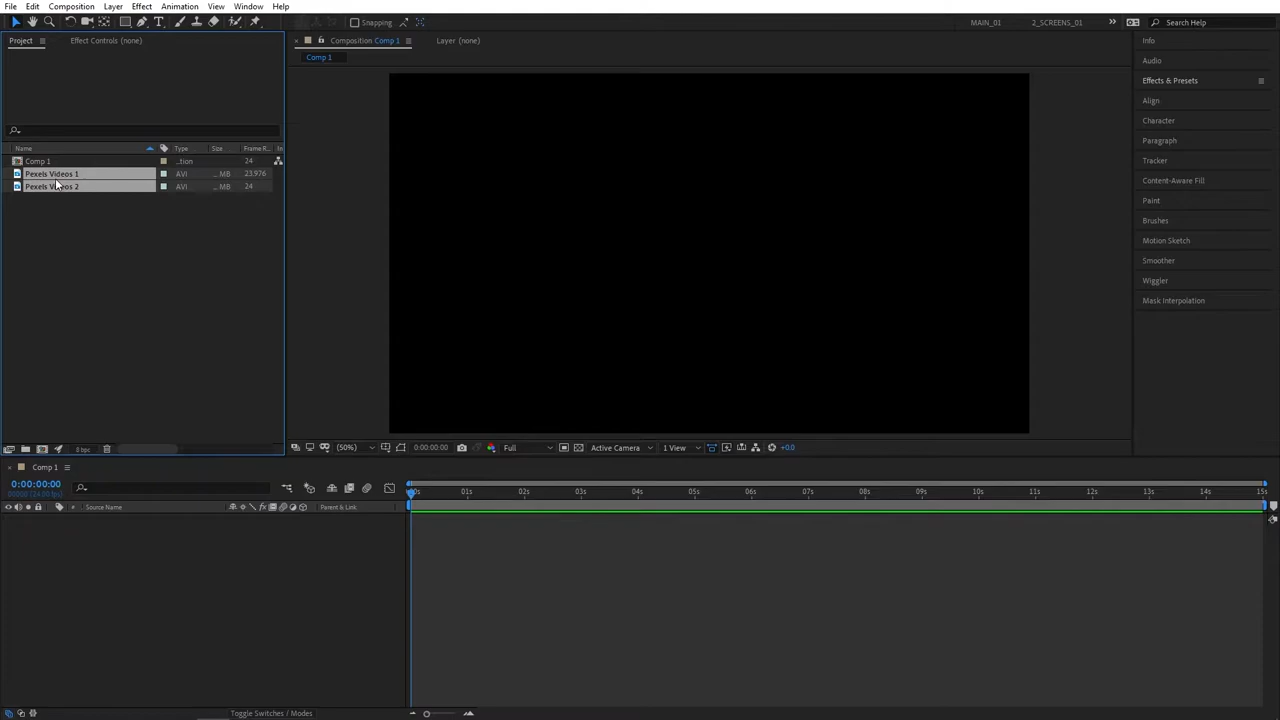 File Edit Composition Layer Effect Animation View Window Help
Snapping MAIN_01 2_SCREENS_01 Search Help
Project Effect Controls (none) Composition Comp 1 Layer (none) Info
Comp 1 Audio
Effects & Presets
Align
Character
Paragraph
Tracker
Content-Aware Fill
Paint
Brushes
Motion Sketch
Smoother
Wiggler
Mask Interpolation
Name Type Size Frame R... In
Comp 1 ...tion 24
Pexels Videos 1 AVI ... MB 23.976
Pexels Videos 2 AVI ... MB 24
8 bpc (50%) 0:00:00:00 Full Active Camera 1 View +0.0
Comp 1
0:00:00:00
00000 (24.00 fps)
:00s 01s 02s 03s 04s 05s 06s 07s 08s 09s 10s 11s 12s 13s 14s 15s
# Source Name fx Parent & Link
Toggle Switches / Modes